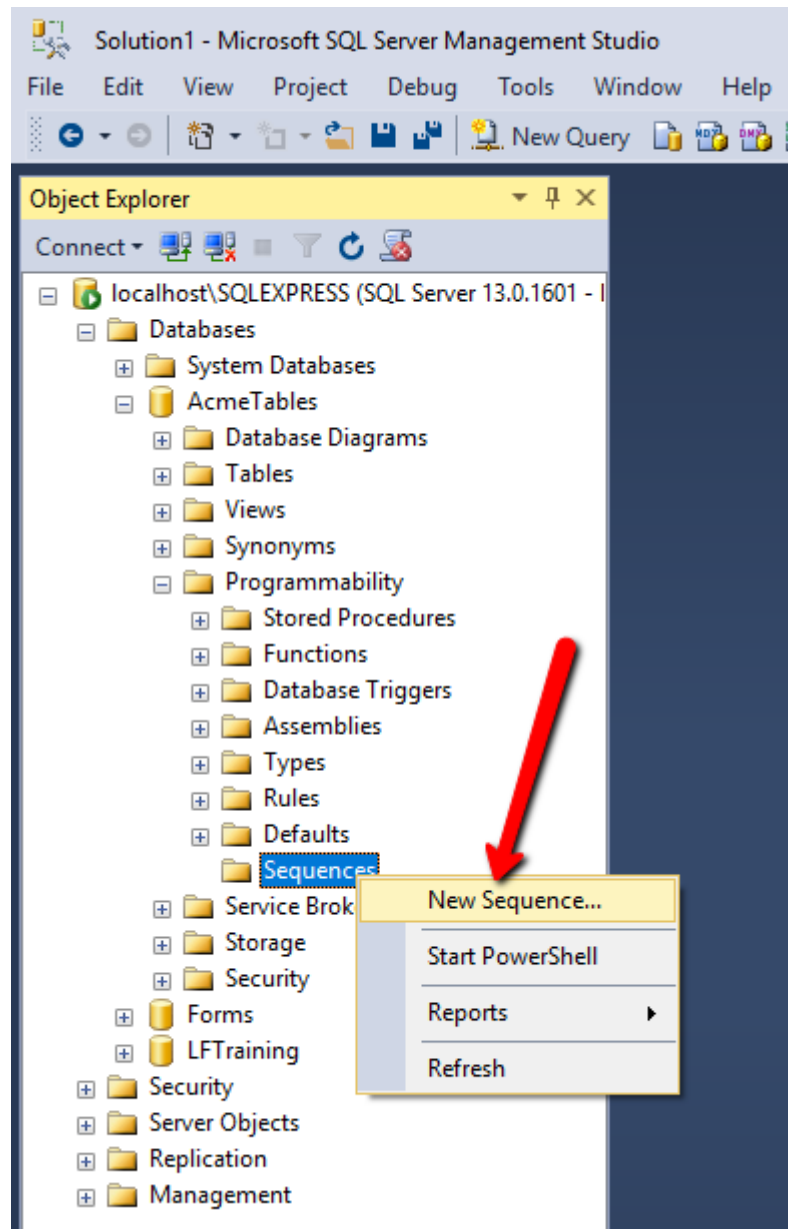 Solution1 - Microsoft SQL Server Management Studio
File Edit View Project Debug Tools Window Help
New Query MDX DMX
Object Explorer
Connect
localhost\SQLEXPRESS (SQL Server 13.0.1601 -
Databases
System Databases
AcmeTables
Database Diagrams
Tables
Views
Synonyms
Programmability
Stored Procedures
Functions
Database Triggers
Assemblies
Types
Rules
Defaults
Sequences
New Sequence...
Service Brok
Start PowerShell
Storage
Security
Reports
Forms
LFTraining
Refresh
Security
Server Objects
Replication
Management